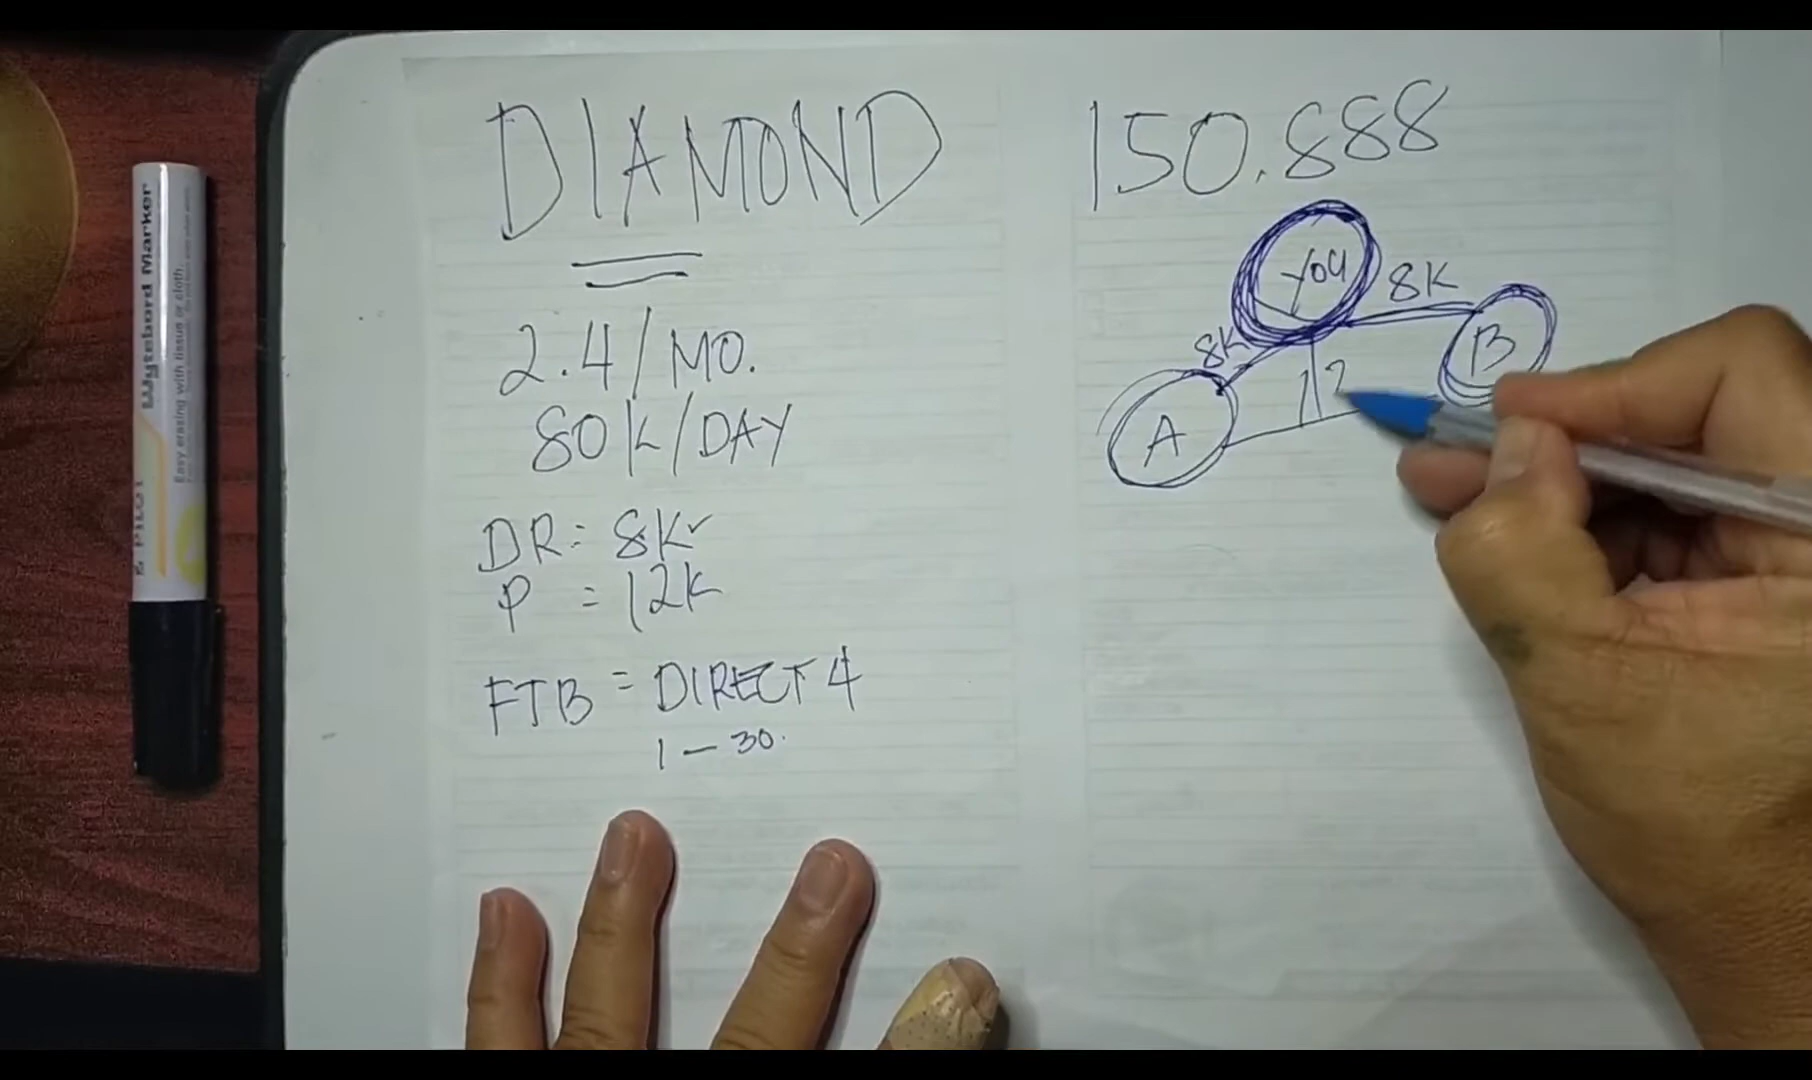 DIAMOND
2.4/MO.
80K/DAY
DR = 8K
P = 12K
FTB = DIRECT 4
1 - 30.
150.888
YOU
8K
8K
B
A
12
Wyteboard Marker
Easy erasing with tissue or cloth.
PILOT